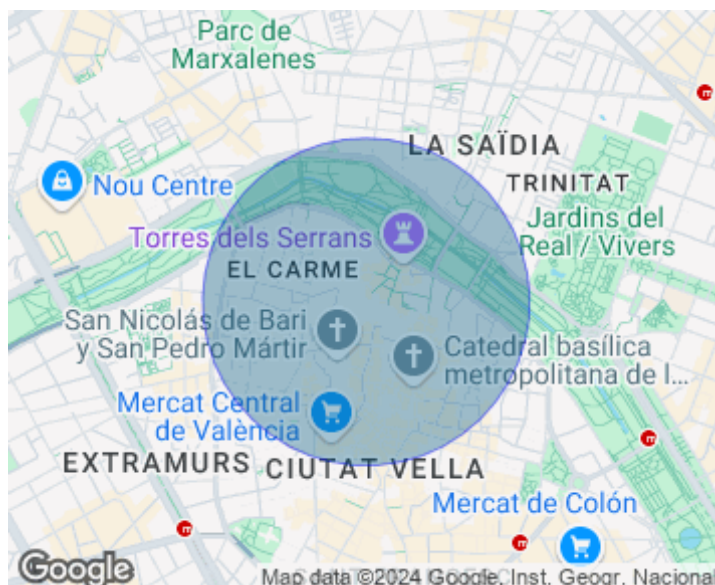 Parc de
Marxalenes
LA SAÏDIA
TRINITAT
Nou Centre
Jardins del
Real / Vivers
Torres dels Serrans
EL CARME
San Nicolás de Bari
y San Pedro Mártir
Catedral basílica
metropolitana de l...
Mercat Central
de València
EXTRAMURS
CIUTAT VELLA
Mercat de Colón
Google
Map data ©2024 Google, Inst. Geogr. Nacional